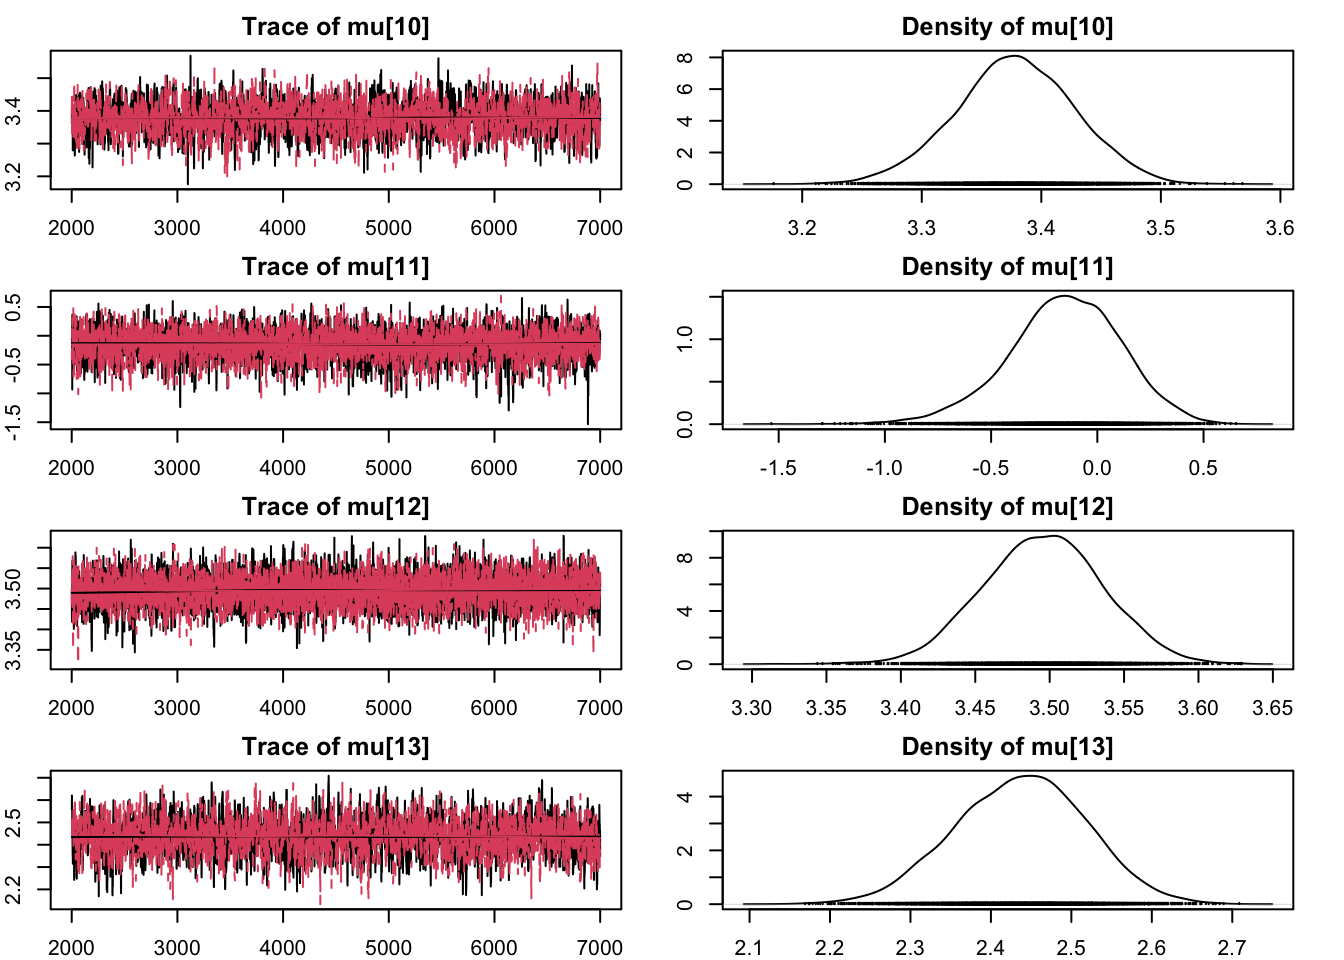 Trace of mu[10]
Density of mu[10]
3.2 3.4
2000 3000 4000 5000 6000 7000
0 2 4 6 8
3.2 3.3 3.4 3.5 3.6
Trace of mu[11]
Density of mu[11]
-1.5 -0.5 0.5
2000 3000 4000 5000 6000 7000
0.0 1.0
-1.5 -1.0 -0.5 0.0 0.5
Trace of mu[12]
Density of mu[12]
3.35 3.50
2000 3000 4000 5000 6000 7000
0 4 8
3.30 3.35 3.40 3.45 3.50 3.55 3.60 3.65
Trace of mu[13]
Density of mu[13]
2.2 2.5
2000 3000 4000 5000 6000 7000
0 2 4
2.1 2.2 2.3 2.4 2.5 2.6 2.7